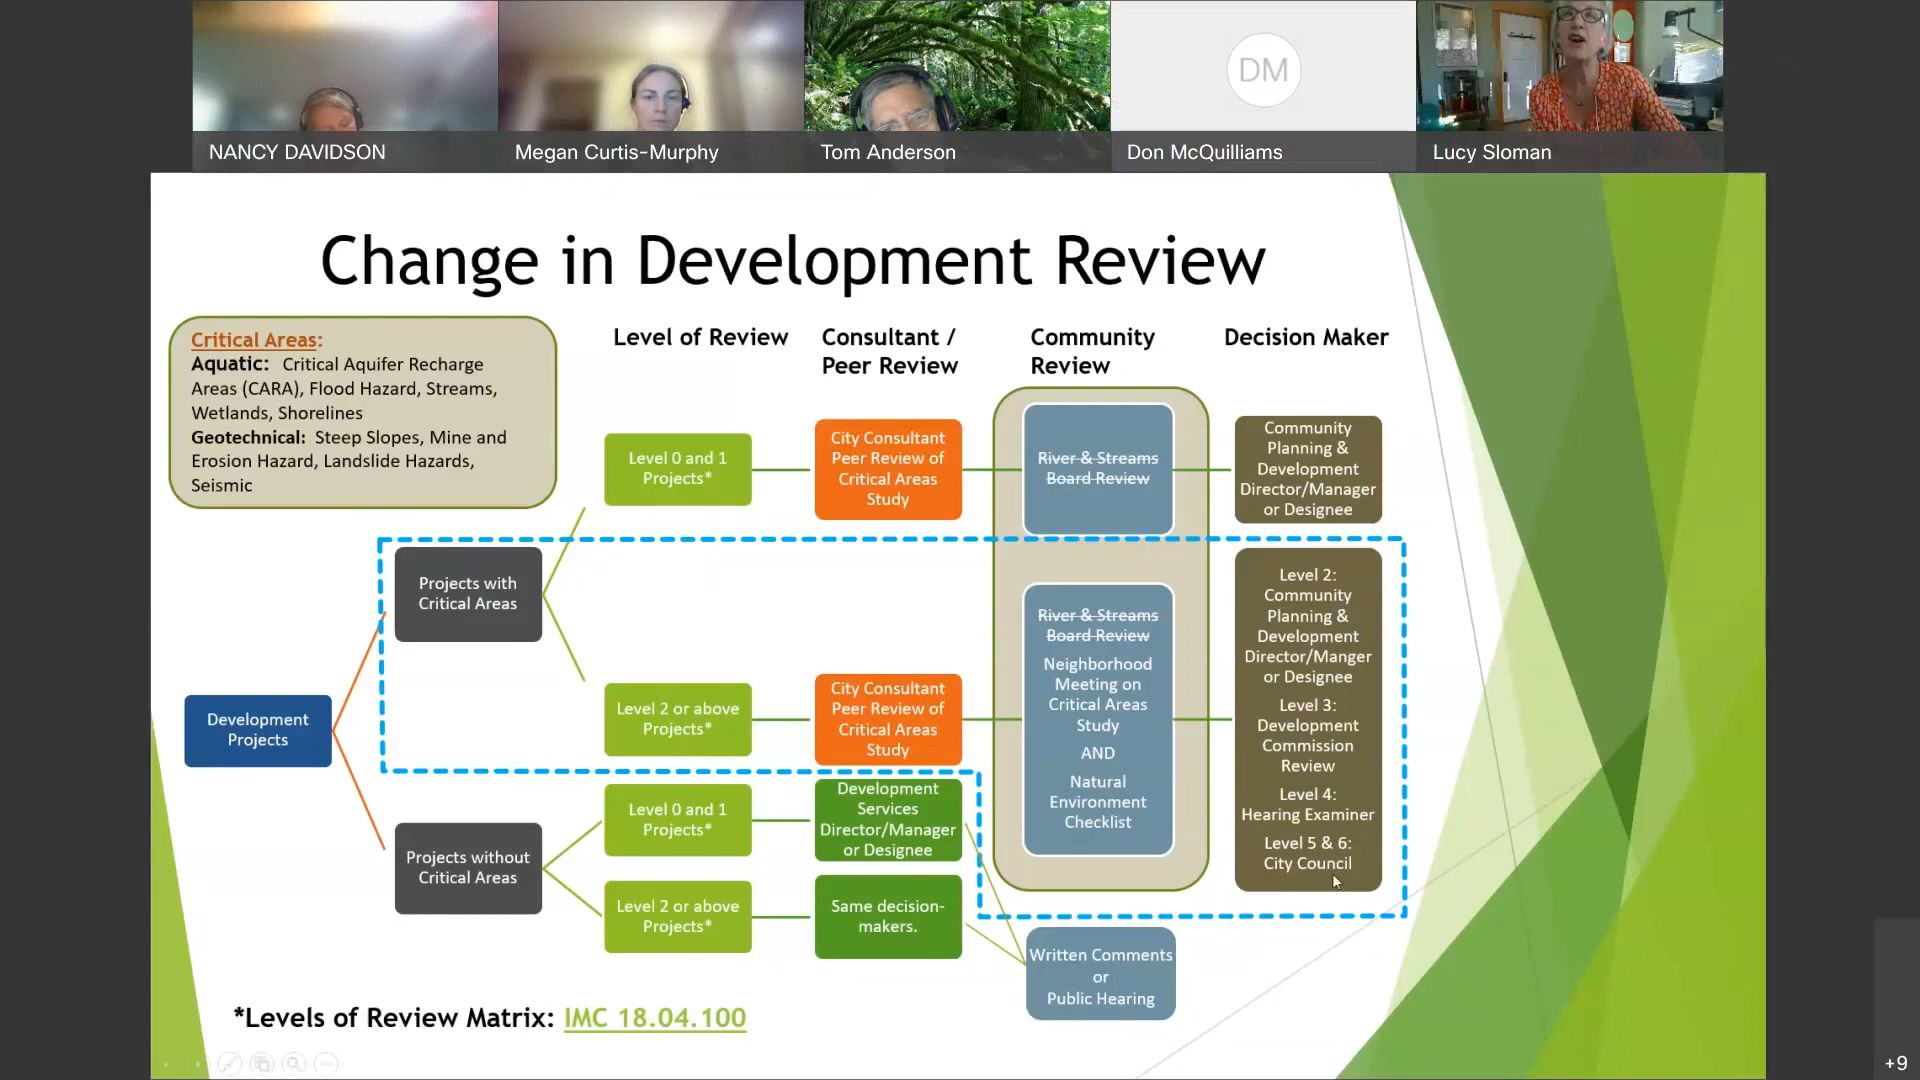 DM
NANCY DAVIDSON
Megan Curtis-Murphy
Tom Anderson
Don McQuilliams
Lucy Sloman
Change in Development Review
Critical Areas:
Aquatic: Critical Aquifer Recharge
Areas (CARA), Flood Hazard, Streams,
Wetlands, Shorelines
Geotechnical: Steep Slopes, Mine and
Erosion Hazard, Landslide Hazards,
Seismic
Level of Review
Consultant /
Peer Review
Community
Review
Decision Maker
Level 0 and 1
Projects*
City Consultant
Peer Review of
Critical Areas
Study
River & Streams
Board Review
Community
Planning &
Development
Director/Manager
or Designee
Projects with
Critical Areas
Level 2 or above
Projects*
City Consultant
Peer Review of
Critical Areas
Study
River & Streams
Board Review
Neighborhood
Meeting on
Critical Areas
Study
AND
Natural
Environment
Checklist
Level 2:
Community
Planning &
Development
Director/Manger
or Designee
Level 3:
Development
Commission
Review
Level 4:
Hearing Examiner
Level 5 & 6:
City Council
Development
Projects
Projects without
Critical Areas
Level 0 and 1
Projects*
Development
Services
Director/Manager
or Designee
Level 2 or above
Projects*
Same decision-
makers.
Written Comments
or
Public Hearing
*Levels of Review Matrix: IMC 18.04.100
+9